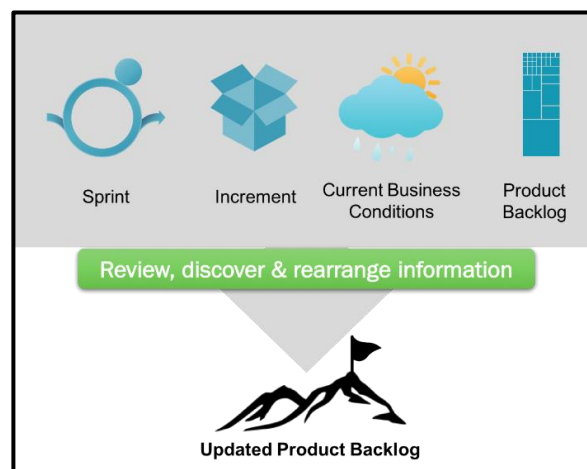 Sprint
Increment
Current Business
Conditions
Product
Backlog
Review, discover & rearrange information
Updated Product Backlog